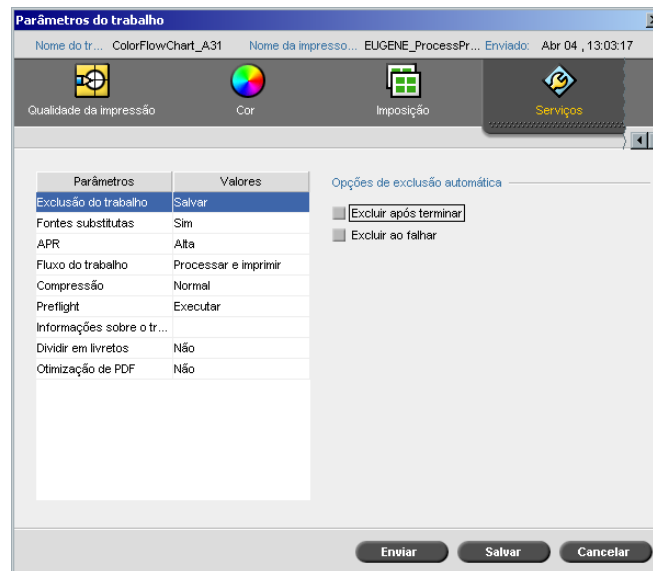 Parâmetros do trabalho
Nome do tr... ColorFlowChart_A31 Nome da impresso... EUGENE_ProcessPr... Enviado: Abr 04 , 13:03:17
Qualidade da impressão Cor Imposição Serviços
Parâmetros Valores
Exclusão do trabalho Salvar
Fontes substitutas Sim
APR Alta
Fluxo do trabalho Processar e imprimir
Compressão Normal
Preflight Executar
Informações sobre o tr...
Dividir em livretos Não
Otimização de PDF Não
Opções de exclusão automática
Excluir após terminar
Excluir ao falhar
Enviar Salvar Cancelar